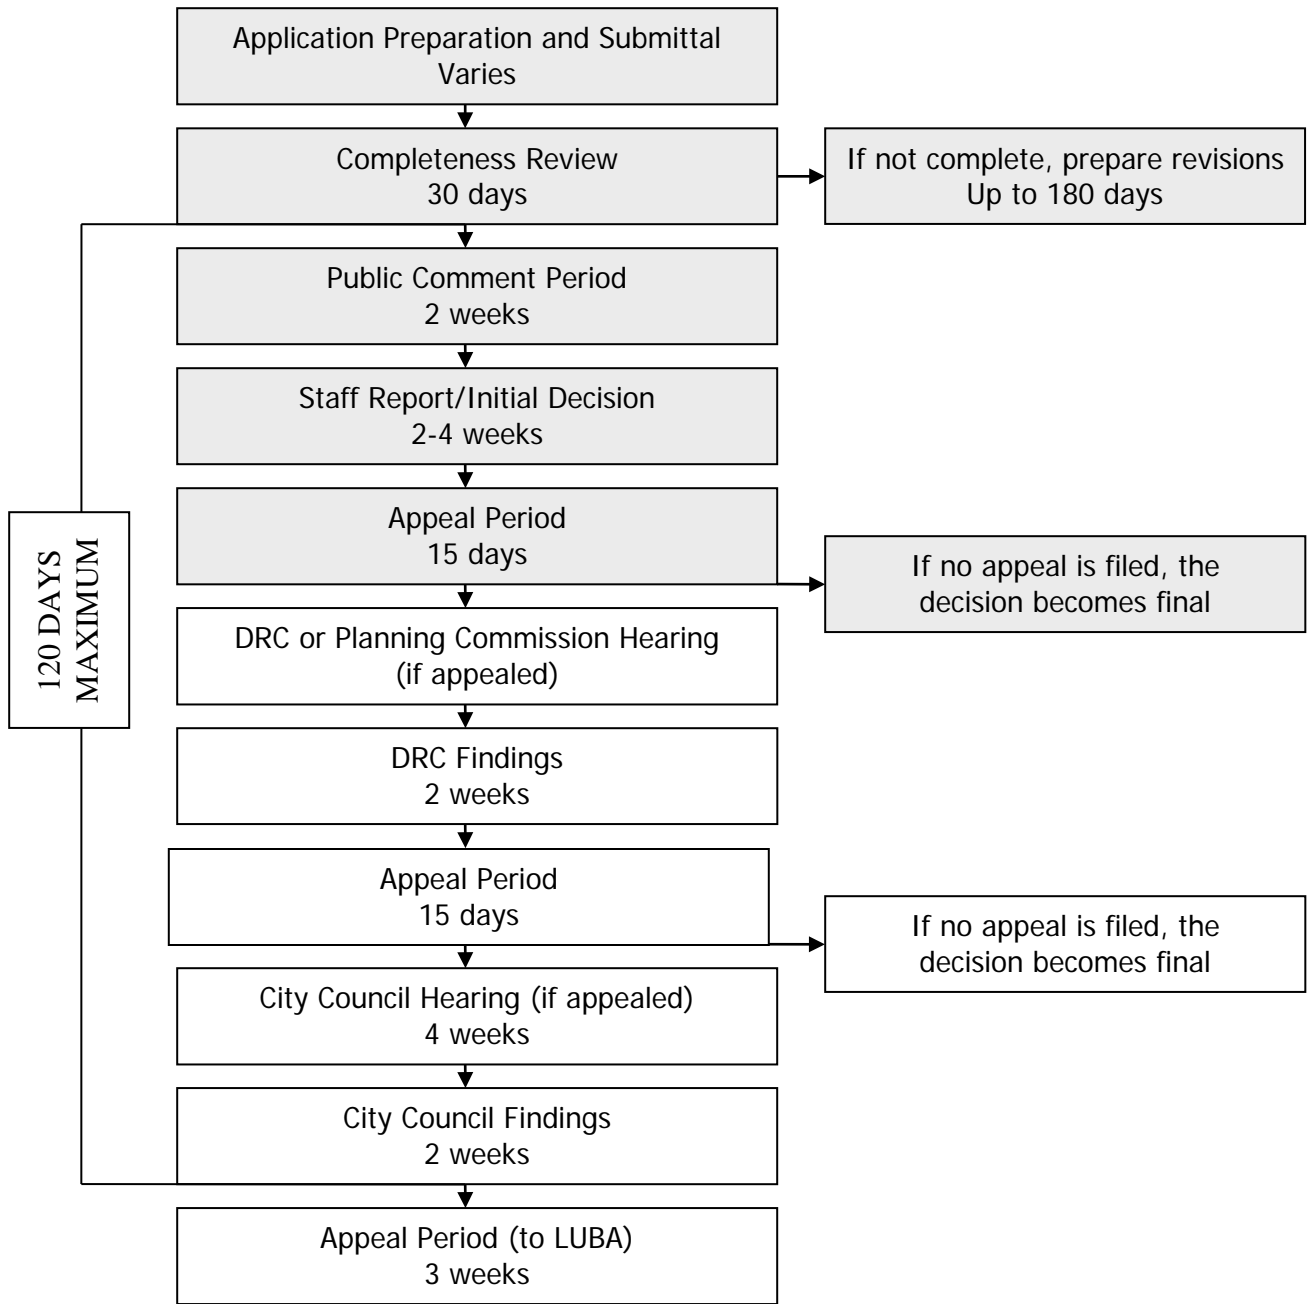 Application Preparation and Submittal
Varies
Completeness Review
30 days
If not complete, prepare revisions
Up to 180 days
Public Comment Period
2 weeks
Staff Report/Initial Decision
2-4 weeks
Appeal Period
15 days
If no appeal is filed, the
decision becomes final
120 DAYS
MAXIMUM
DRC or Planning Commission Hearing
(if appealed)
DRC Findings
2 weeks
Appeal Period
15 days
If no appeal is filed, the
decision becomes final
City Council Hearing (if appealed)
4 weeks
City Council Findings
2 weeks
Appeal Period (to LUBA)
3 weeks